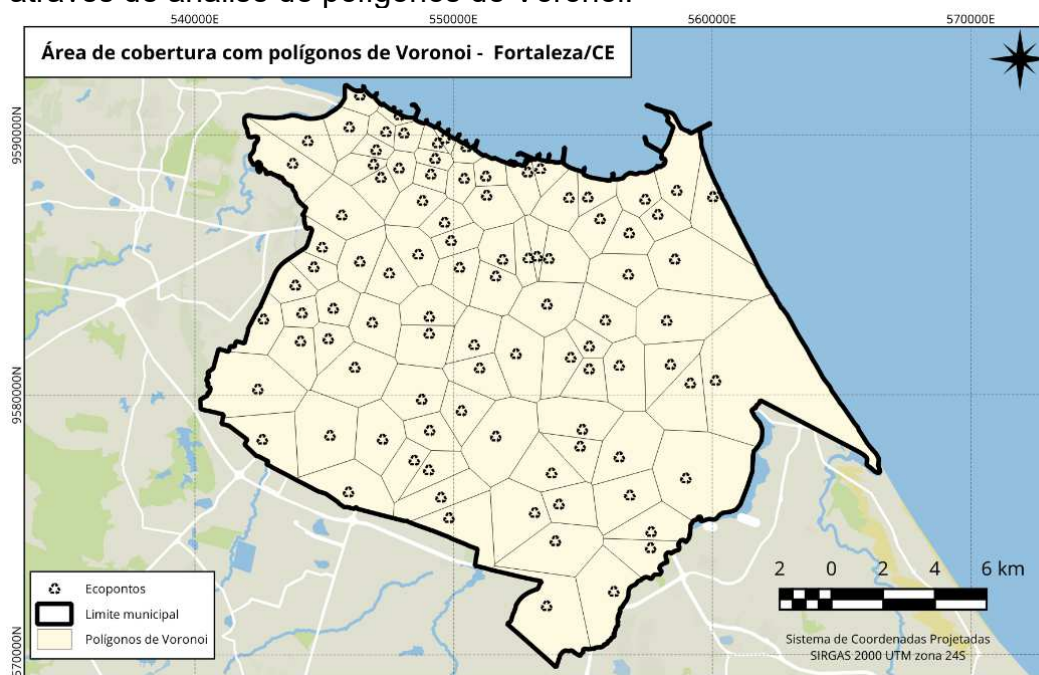 através de análise de polígonos de Voronoi.
540000E 550000E 560000E 570000E
Área de cobertura com polígonos de Voronoi - Fortaleza/CE
9590000N
9580000N
9570000N
Ecopontos
Limite municipal
Polígonos de Voronoi
2 0 2 4 6 km
Sistema de Coordenadas Projetadas
SIRGAS 2000 UTM zona 24S